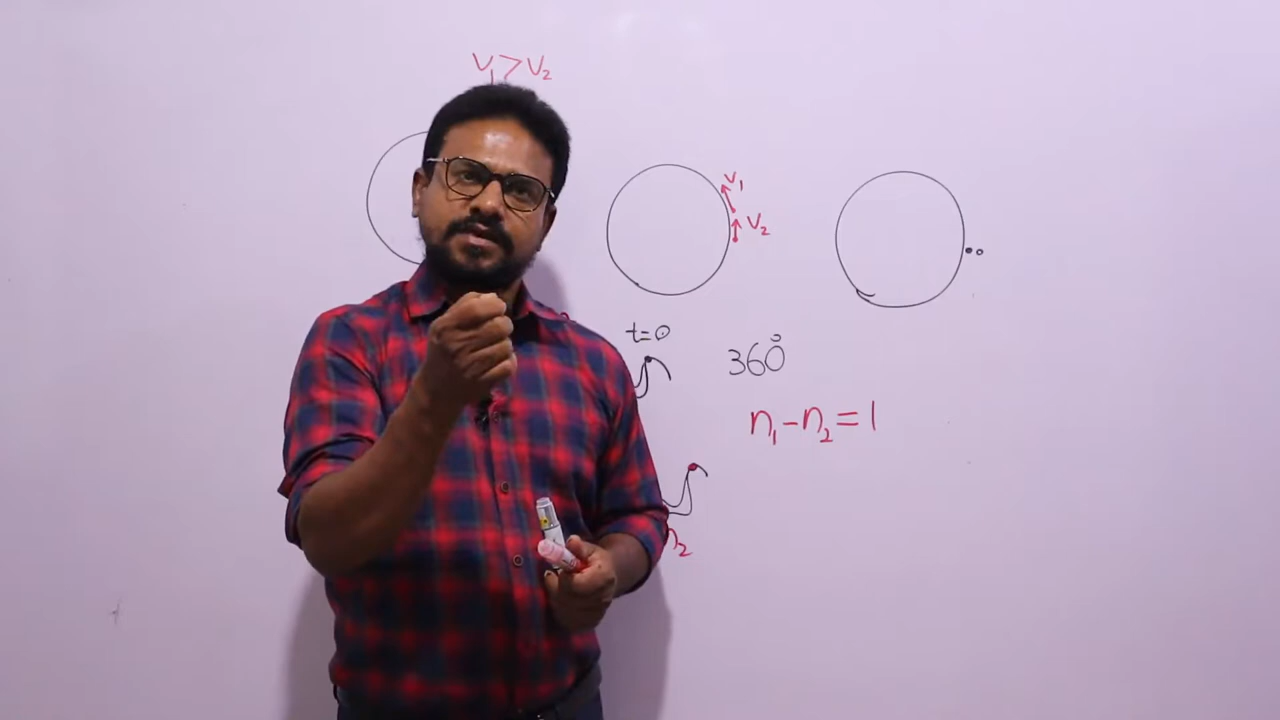 V₁ > V₂
V₁
V₂
t=0
360°
n₁-n₂=1
n₂